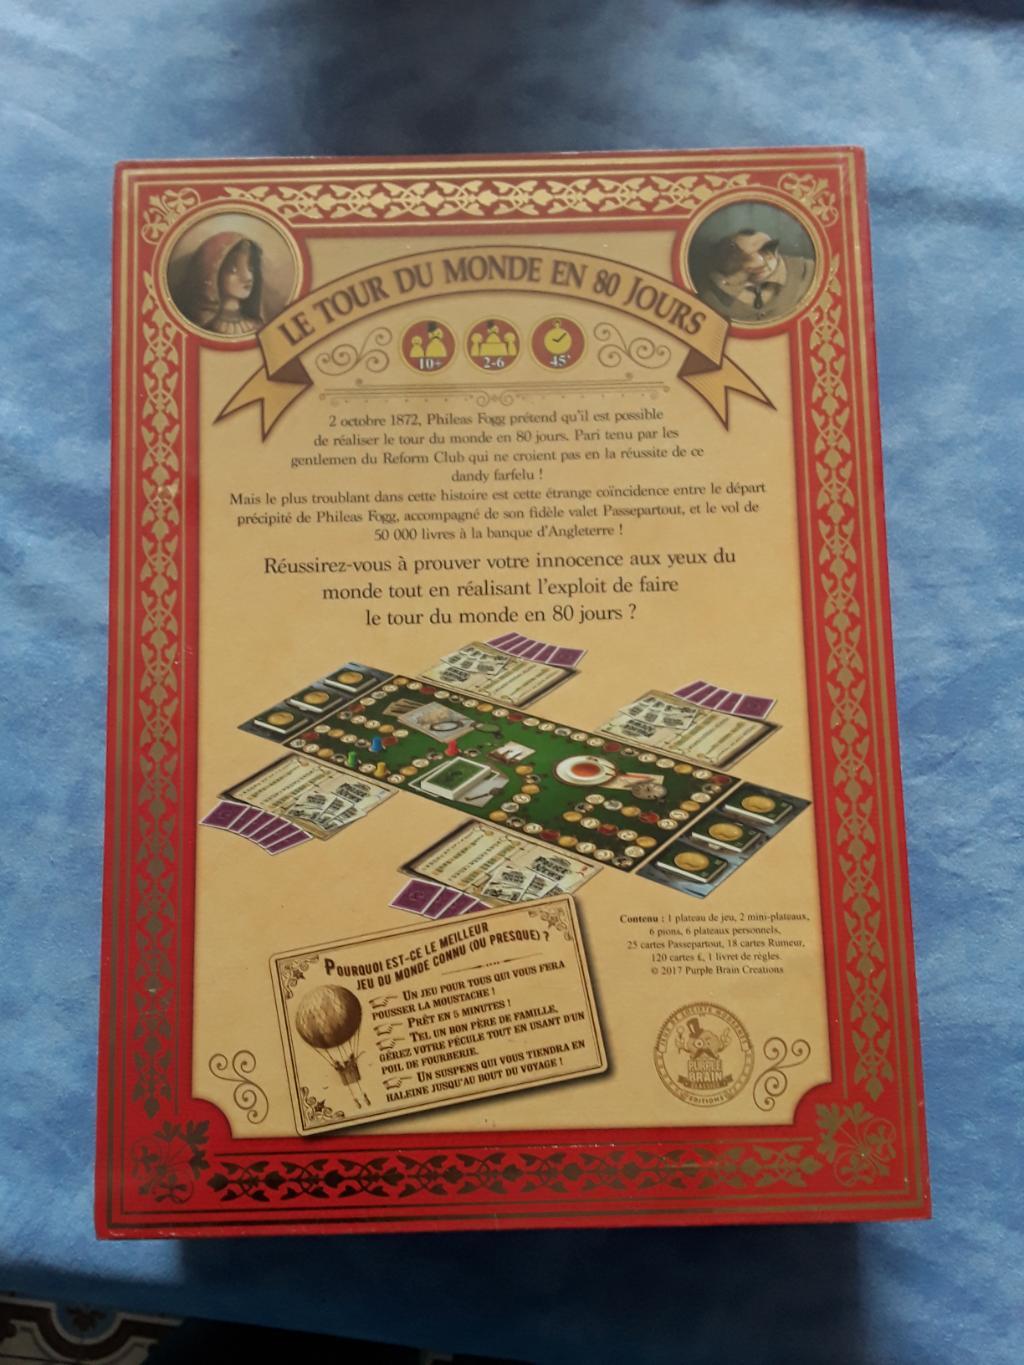 LE TOUR DU MONDE EN 80 JOURS
10+
2-6
45'
2 octobre 1872, Phileas Fogg prétend qu'il est possible
de réaliser le tour du monde en 80 jours. Pari tenu par les
gentlemen du Reform Club qui ne croient pas en la réussite de ce
dandy farfelu !
Mais le plus troublant dans cette histoire est cette étrange coïncidence entre le départ
précipité de Phileas Fogg, accompagné de son fidèle valet Passepartout, et le vol de
50 000 livres à la banque d'Angleterre !
Réussirez-vous à prouver votre innocence aux yeux du
monde tout en réalisant l'exploit de faire
le tour du monde en 80 jours ?
POURQUOI EST-CE LE MEILLEUR
JEU DU MONDE CONNU (OU PRESQUE) ?
UN JEU POUR TOUS QUI VOUS FERA
POUSSER LA MOUSTACHE !
PRÊT EN 5 MINUTES !
TEL UN BON PÈRE DE FAMILLE,
GÉREZ VOTRE PÉCULE TOUT EN USANT D'UN
POIL DE FOURBERIE.
UN SUSPENS QUI VOUS TIENDRA EN
HALEINE JUSQU'AU BOUT DU VOYAGE !
Contenu : 1 plateau de jeu, 2 mini-plateaux,
6 pions, 6 plateaux personnels,
25 cartes Passepartout, 18 cartes Rumeur,
120 cartes £, 1 livret de règles.
© 2017 Purple Brain Creations
PURPLE
BRAIN
EDITIONS